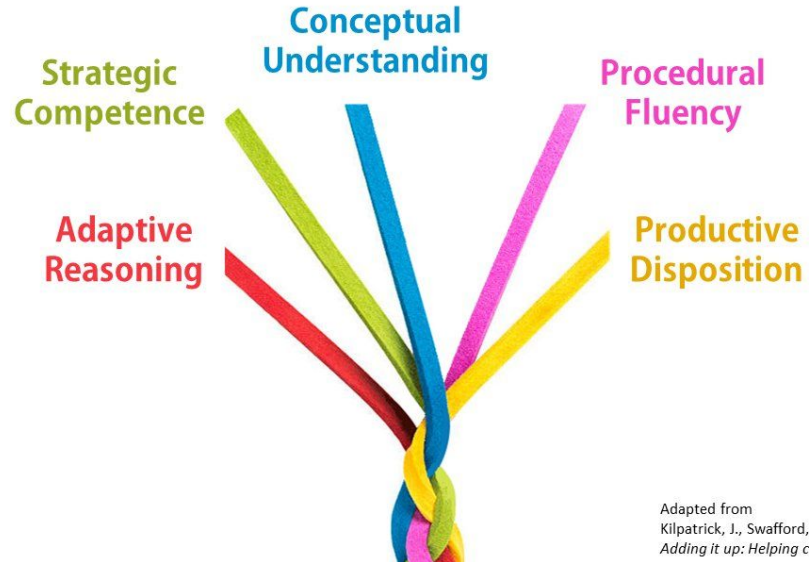 Conceptual
Understanding
Strategic
Competence
Procedural
Fluency
Adaptive
Reasoning
Productive
Disposition
Adapted from
Kilpatrick, J., Swafford,
Adding it up: Helping c